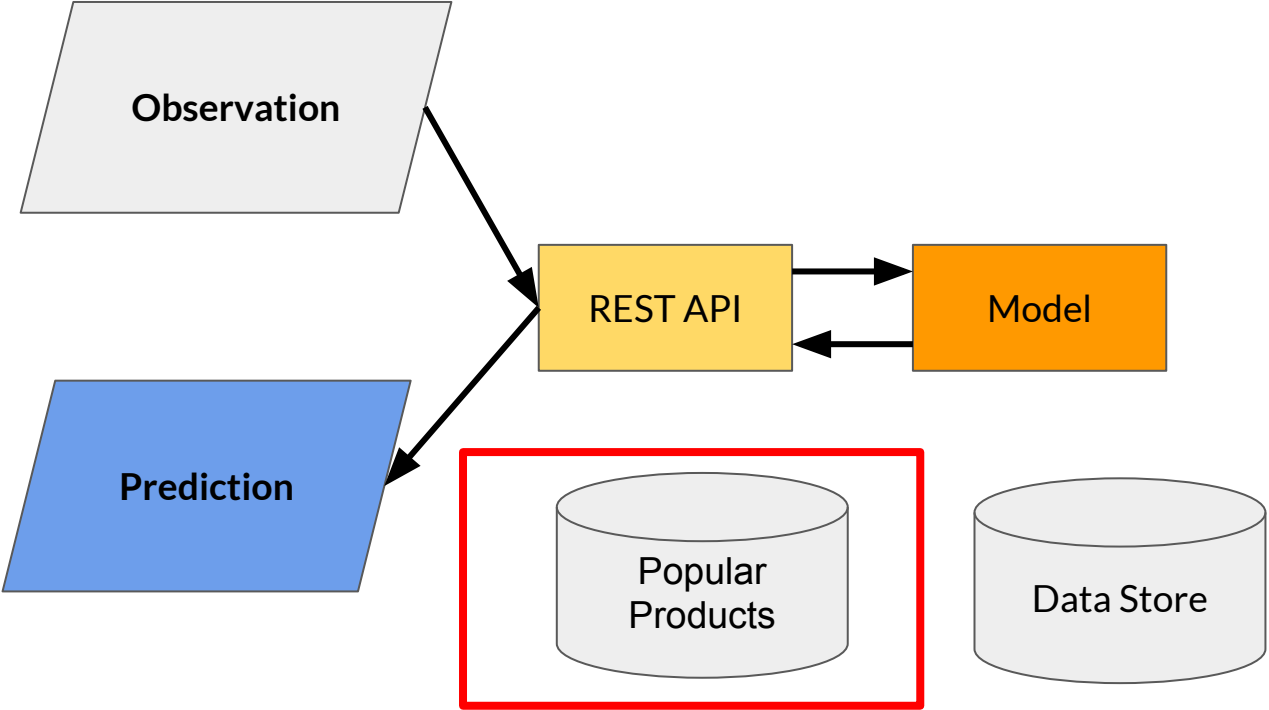 Observation
REST API
Model
Prediction
Popular
Products
Data Store